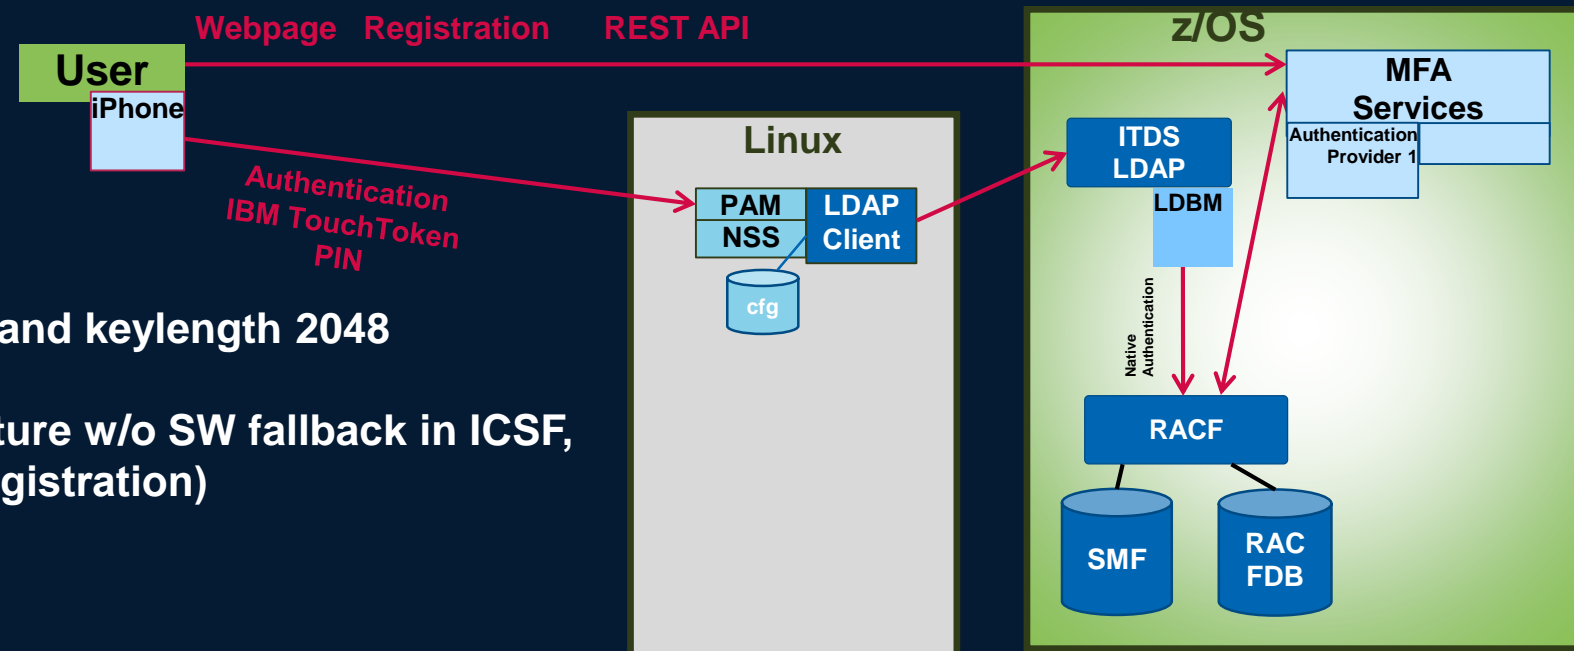 Webpage Registration REST API
User
iPhone
Authentication
IBM TouchToken
PIN
and keylength 2048
ture w/o SW fallback in ICSF,
gistration)
Linux
PAM
NSS
LDAP
Client
cfg
z/OS
MFA
Services
Authentication
Provider 1
ITDS
LDAP
LDBM
Native
Authentication
RACF
SMF
RAC
FDB